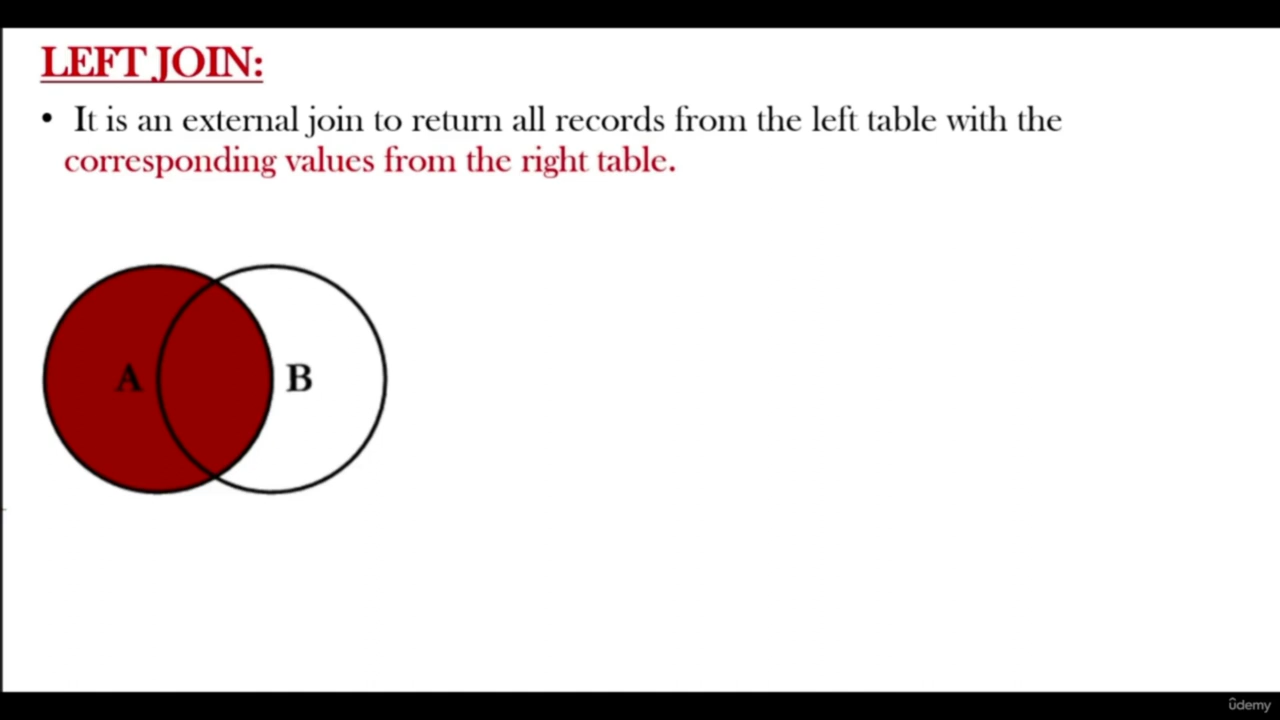 LEFT JOIN:
• It is an external join to return all records from the left table with the
corresponding values from the right table.
A B
ûdemy